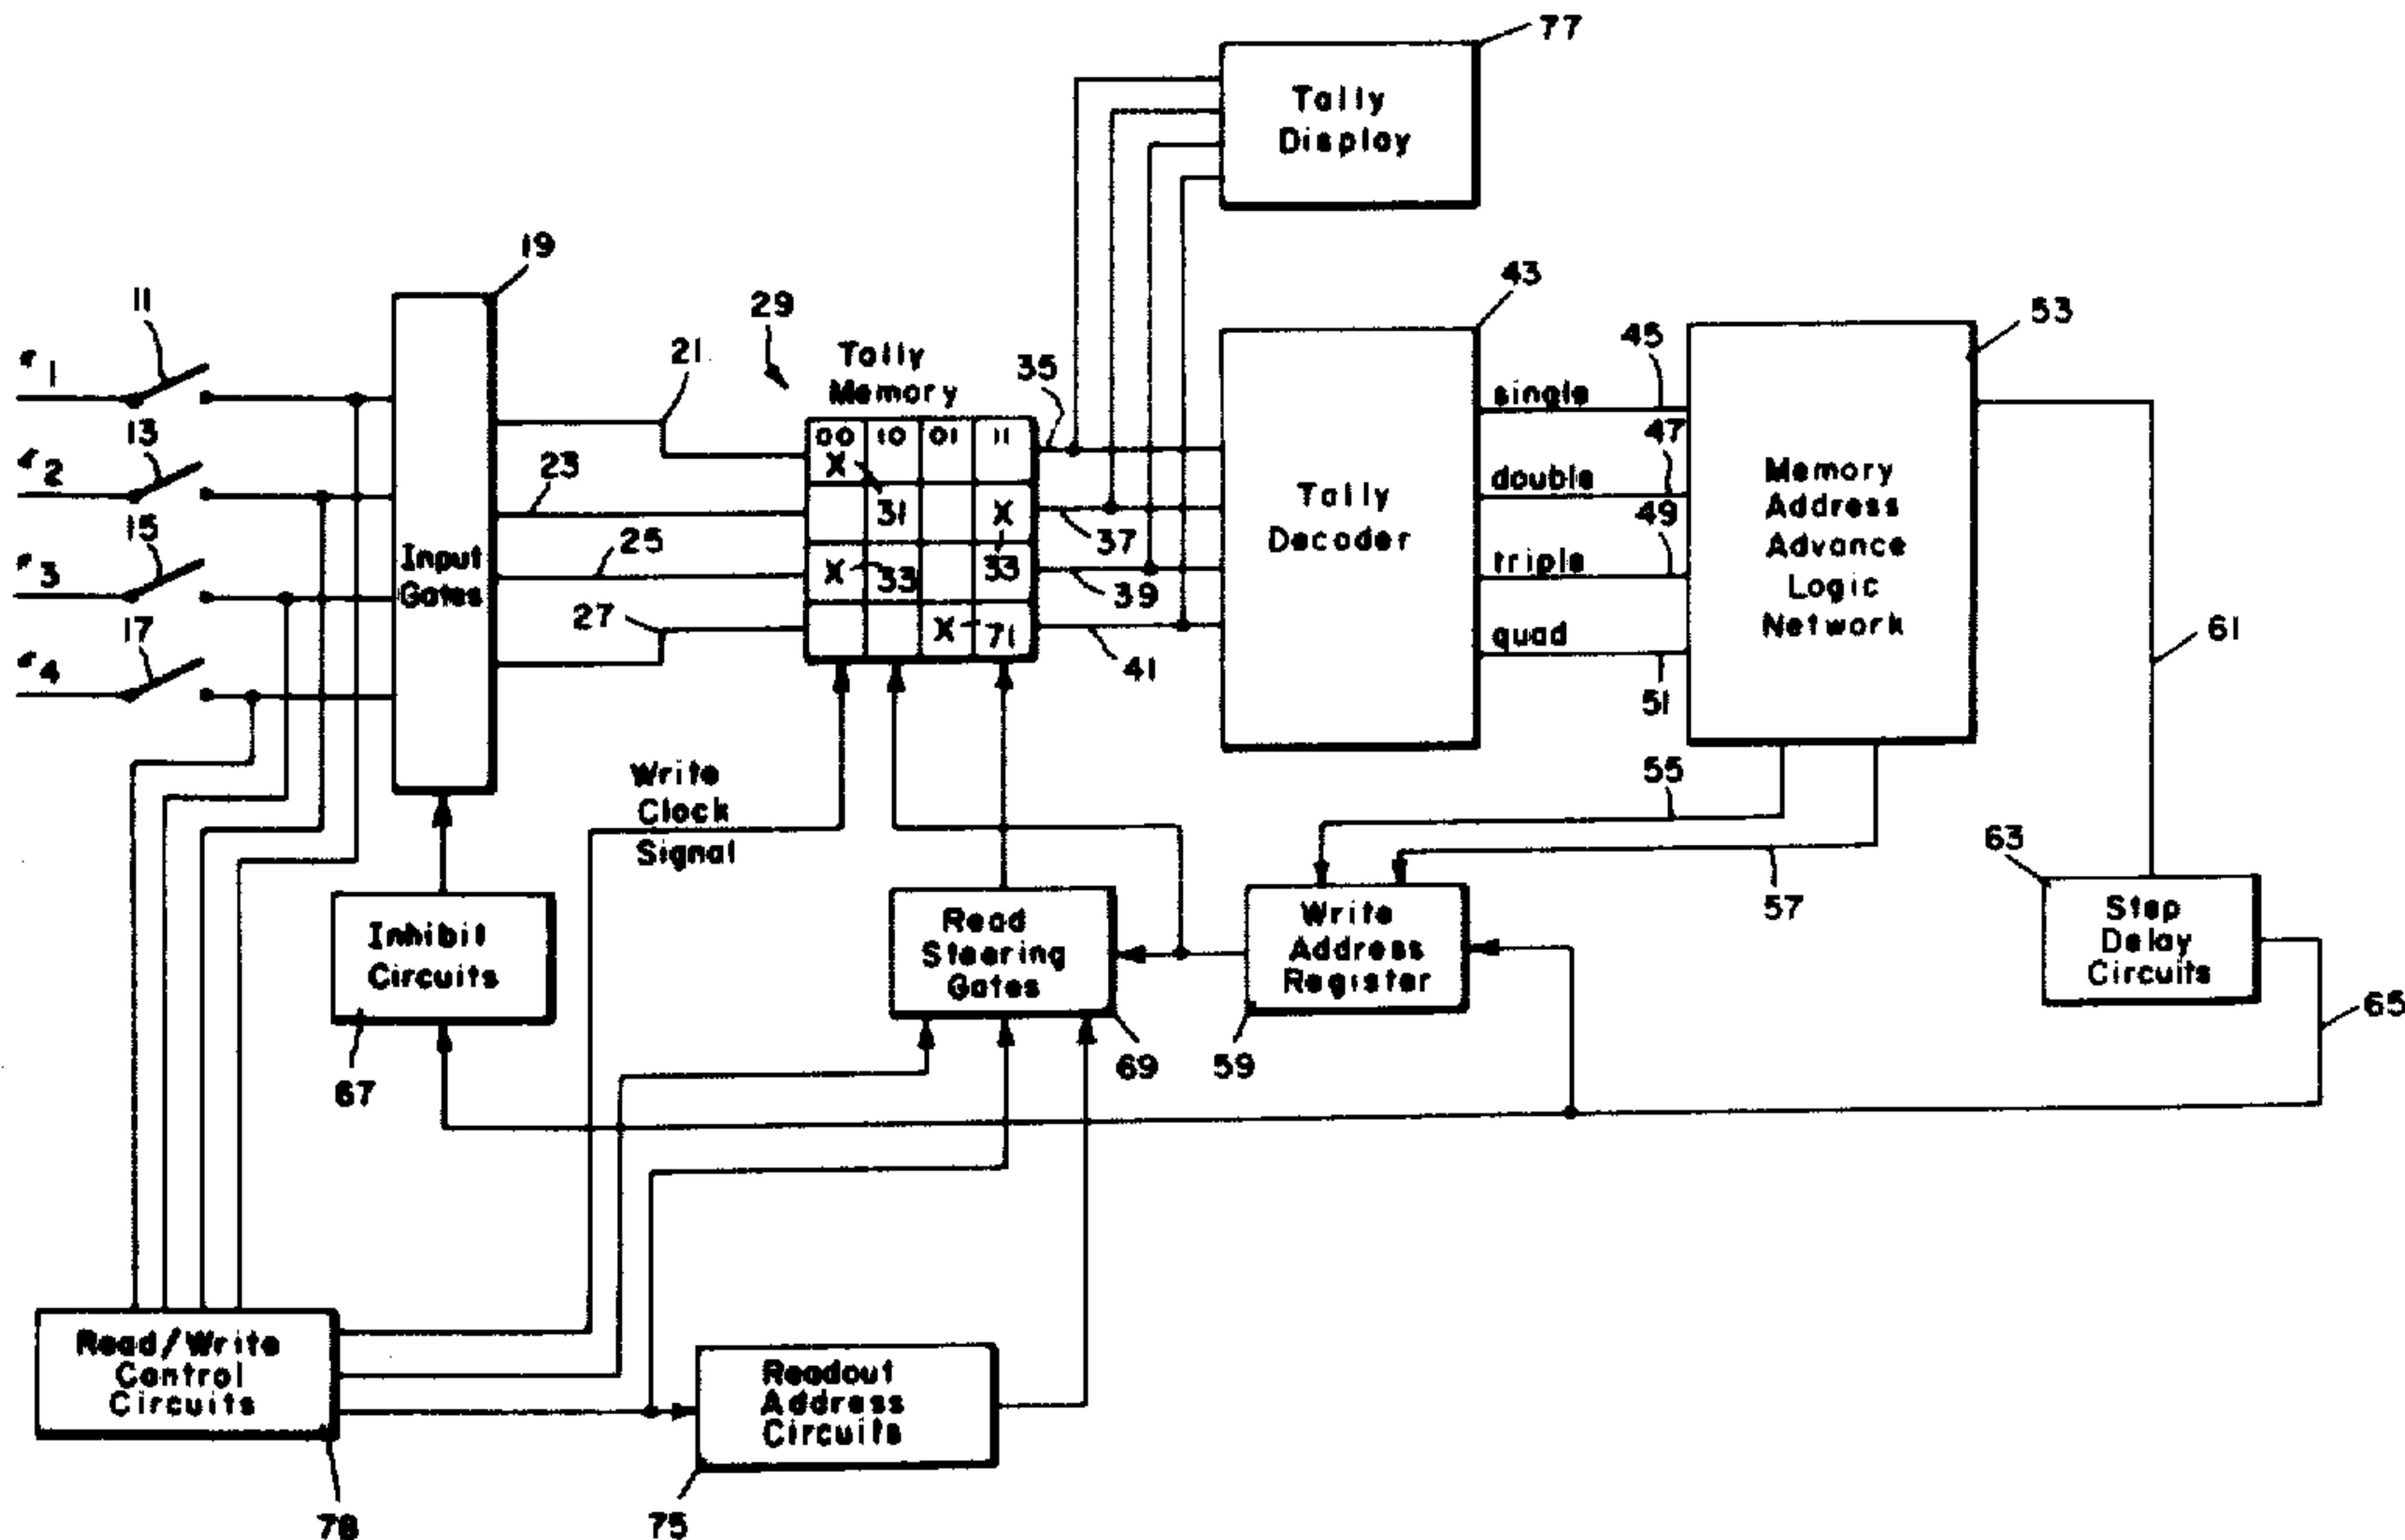 77
Tally
Display
19
11
#1
13
#2
15
#3
17
#4
Input
Gates
21
23
25
27
29
Tally
Memory
00 10 01 11
X
31 X
X 33 33
X 71
35
37
39
41
43
Tally
Decoder
single
double
triple
quad
45
47
49
51
53
Memory
Address
Advance
Logic
Network
61
55
57
63
Step
Delay
Circuits
65
Write
Clock
Signal
Inhibit
Circuits
67
Read
Steering
Gates
69
Write
Address
Register
59
Read/Write
Control
Circuits
78
Readout
Address
Circuits
75